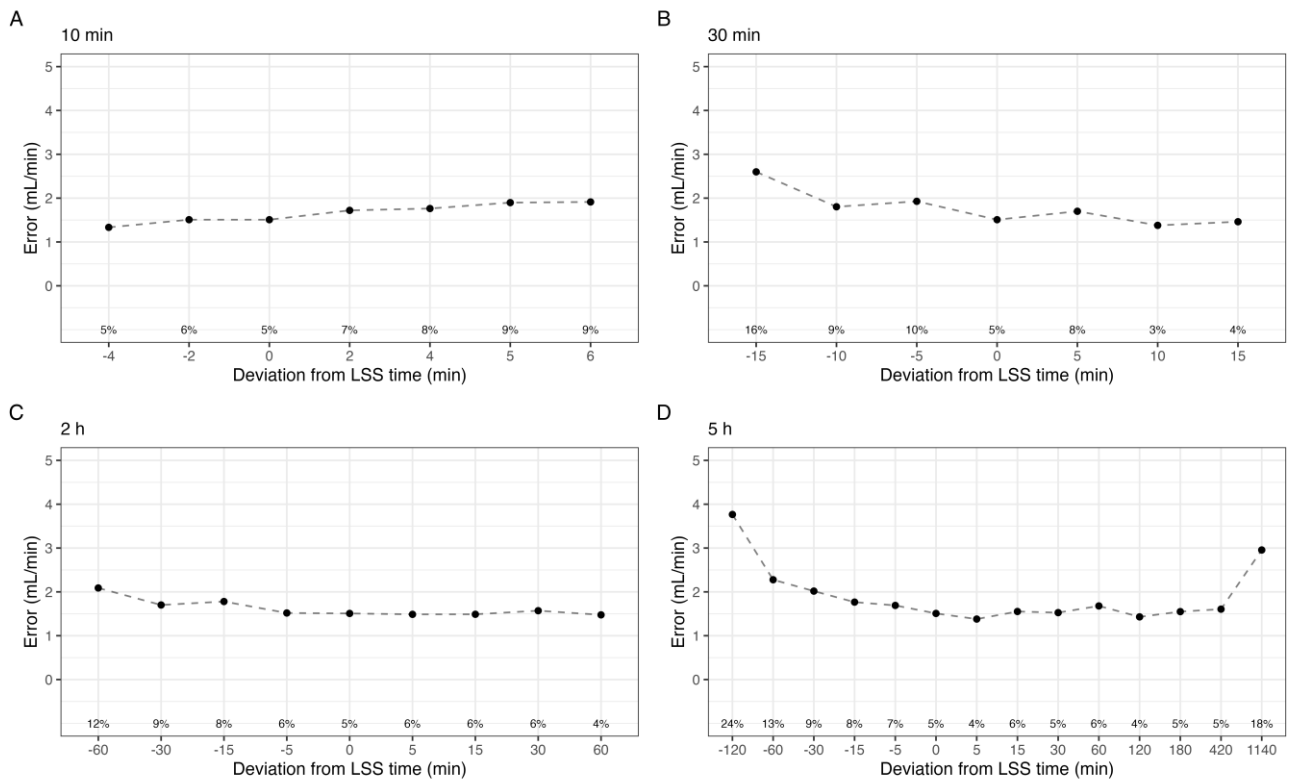 A
10 min
5
4
3
2
1
0
Error (mL/min)
5% 6% 5% 7% 8% 9% 9%
-4 -2 0 2 4 5 6
Deviation from LSS time (min)
B
30 min
5
4
3
2
1
0
Error (mL/min)
16% 9% 10% 5% 8% 3% 4%
-15 -10 -5 0 5 10 15
Deviation from LSS time (min)
C
2 h
5
4
3
2
1
0
Error (mL/min)
12% 9% 8% 6% 5% 6% 6% 6% 4%
-60 -30 -15 -5 0 5 15 30 60
Deviation from LSS time (min)
D
5 h
5
4
3
2
1
0
Error (mL/min)
24% 13% 9% 8% 7% 5% 4% 6% 5% 6% 4% 5% 5% 18%
-120 -60 -30 -15 -5 0 5 15 30 60 120 180 420 1140
Deviation from LSS time (min)